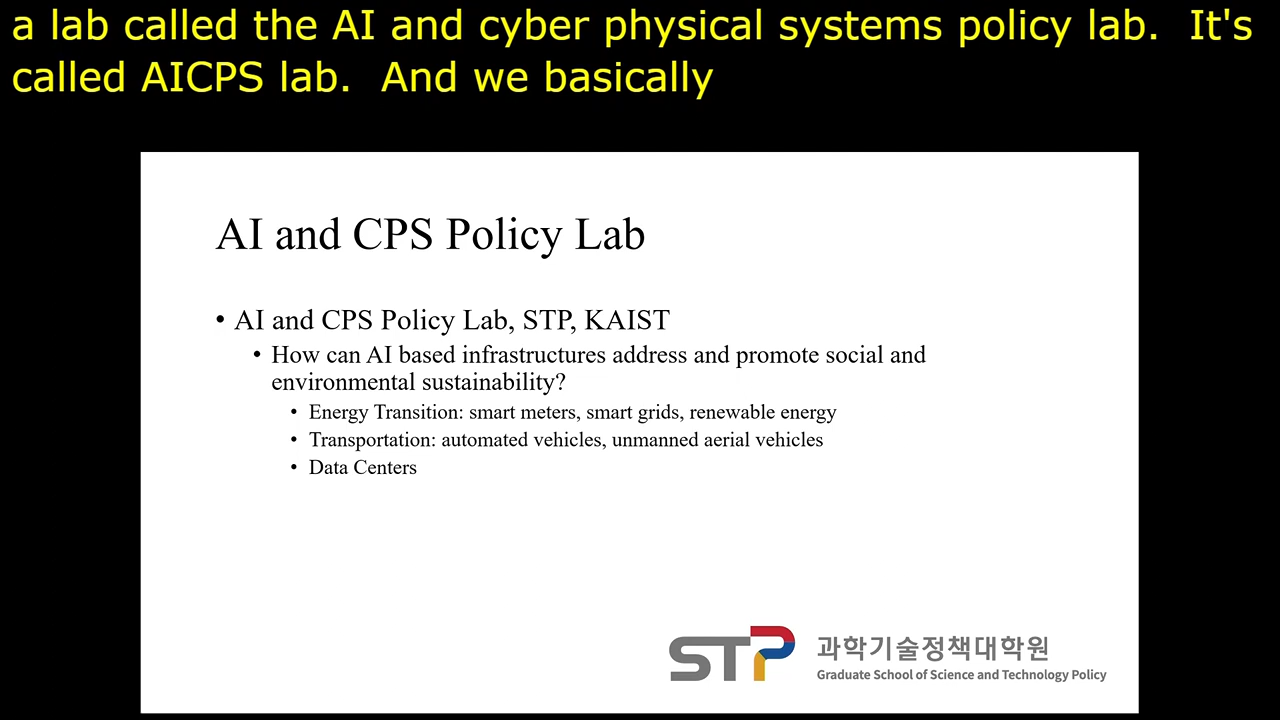 a lab called the AI and cyber physical systems policy lab.  It's
called AICPS lab.  And we basically
AI and CPS Policy Lab
• AI and CPS Policy Lab, STP, KAIST
• How can AI based infrastructures address and promote social and
environmental sustainability?
• Energy Transition: smart meters, smart grids, renewable energy
• Transportation: automated vehicles, unmanned aerial vehicles
• Data Centers
STP
과학기술정책대학원
Graduate School of Science and Technology Policy